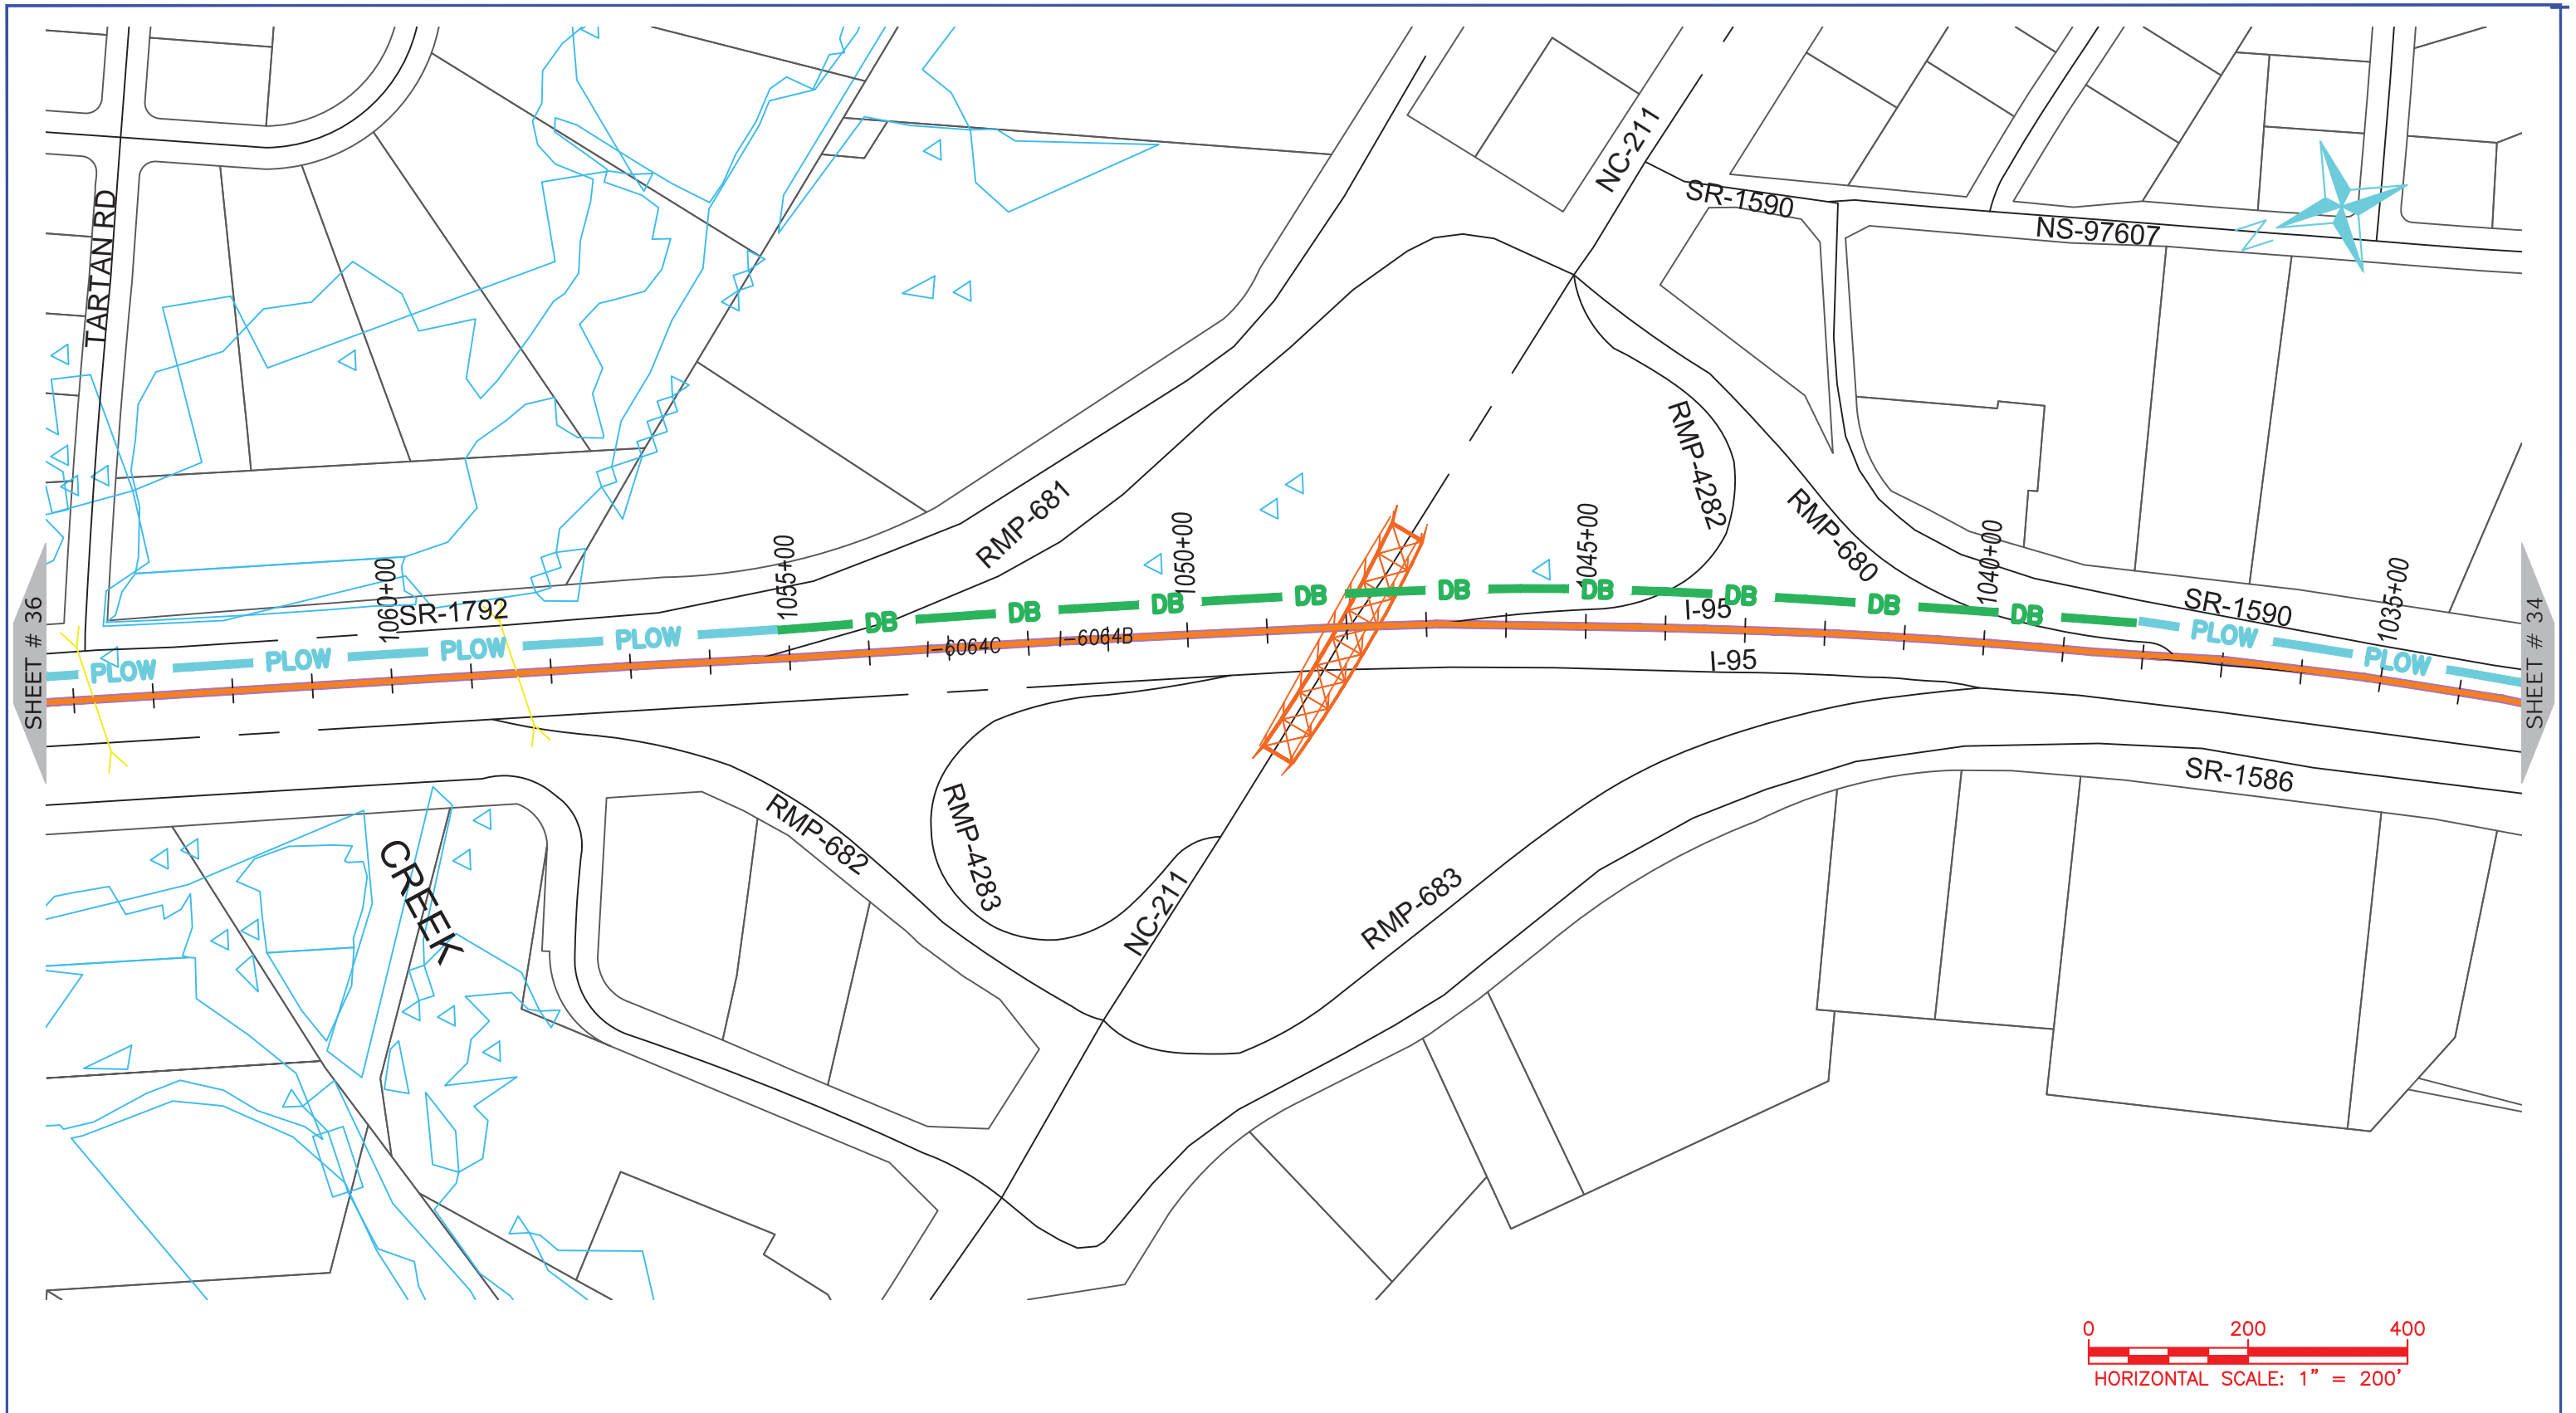 NC-211
SR-1590
NS-97607
Z
TARTAN RD
RMP-4282
RMP-681
RMP-680
1060+00
1055+00
1050+00
1045+00
1040+00
1035+00
SR-1792
SR-1590
I-95
DB DB DB DB DB DB DB DB DB
PLOW PLOW PLOW PLOW
PLOW PLOW
-6064C
I-6064B
I-95
SHEET # 36
SHEET # 34
SR-1586
RMP-682
RMP-4283
CREEK
NC-211
RMP-683
0 200 400
HORIZONTAL SCALE: 1" = 200'